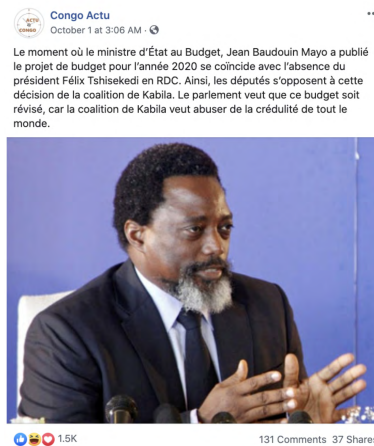 Congo Actu
October 1 at 3:06 AM ·
Le moment où le ministre d'État au Budget, Jean Baudouin Mayo a publié
le projet de budget pour l'année 2020 se coïncide avec l'absence du
président Félix Tshisekedi en RDC. Ainsi, les députés s'opposent à cette
décision de la coalition de Kabila. Le parlement veut que ce budget soit
révisé, car la coalition de Kabila veut abuser de la crédulité de tout le
monde.
1.5K
131 Comments 37 Shares